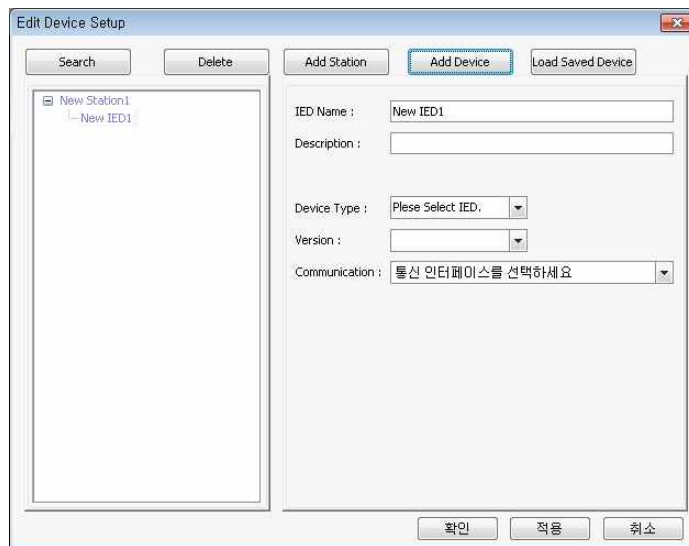 Edit Device Setup
Search
Delete
Add Station
Add Device
Load Saved Device
New Station1
New IED1
IED Name : New IED1
Description :
Device Type : Plese Select IED.
Version :
Communication : 통신 인터페이스를 선택하세요
확인
적용
취소